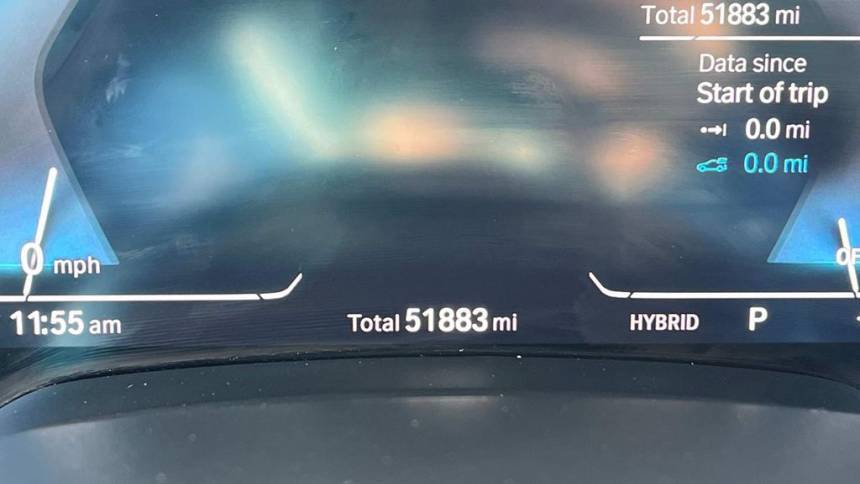 Total 51883 mi
Data since
Start of trip
0.0 mi
0.0 mi
0 mph
11:55 am
Total 51883 mi
HYBRID
P